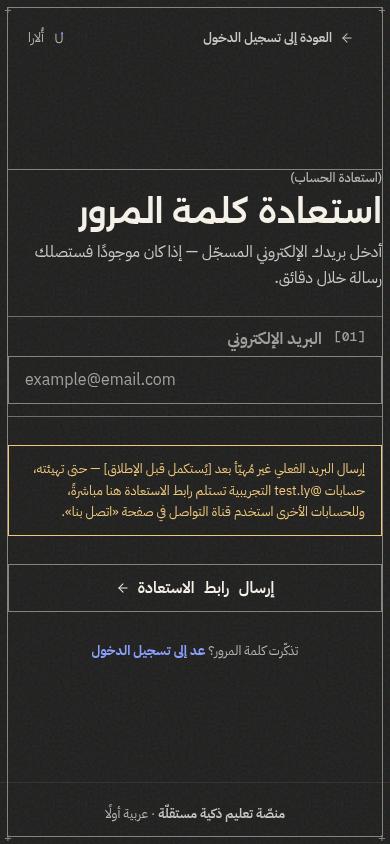 ← العودة إلى تسجيل الدخول
U ألارا
(استعادة الحساب)
استعادة كلمة المرور
أدخل بريدك الإلكتروني المسجّل — إذا كان موجودًا فستصلك
رسالة خلال دقائق.
[01] البريد الإلكتروني
example@email.com
إرسال البريد الفعلي غير مُهيّأ بعد [يُستكمل قبل الإطلاق] — حتى تهيئته،
حسابات @test.ly التجريبية تستلم رابط الاستعادة هنا مباشرةً،
وللحسابات الأخرى استخدم قناة التواصل في صفحة «اتصل بنا».
إرسال رابط الاستعادة ←
تذكّرت كلمة المرور؟ عد إلى تسجيل الدخول
منصّة تعليم ذكية مستقلّة · عربية أولًا